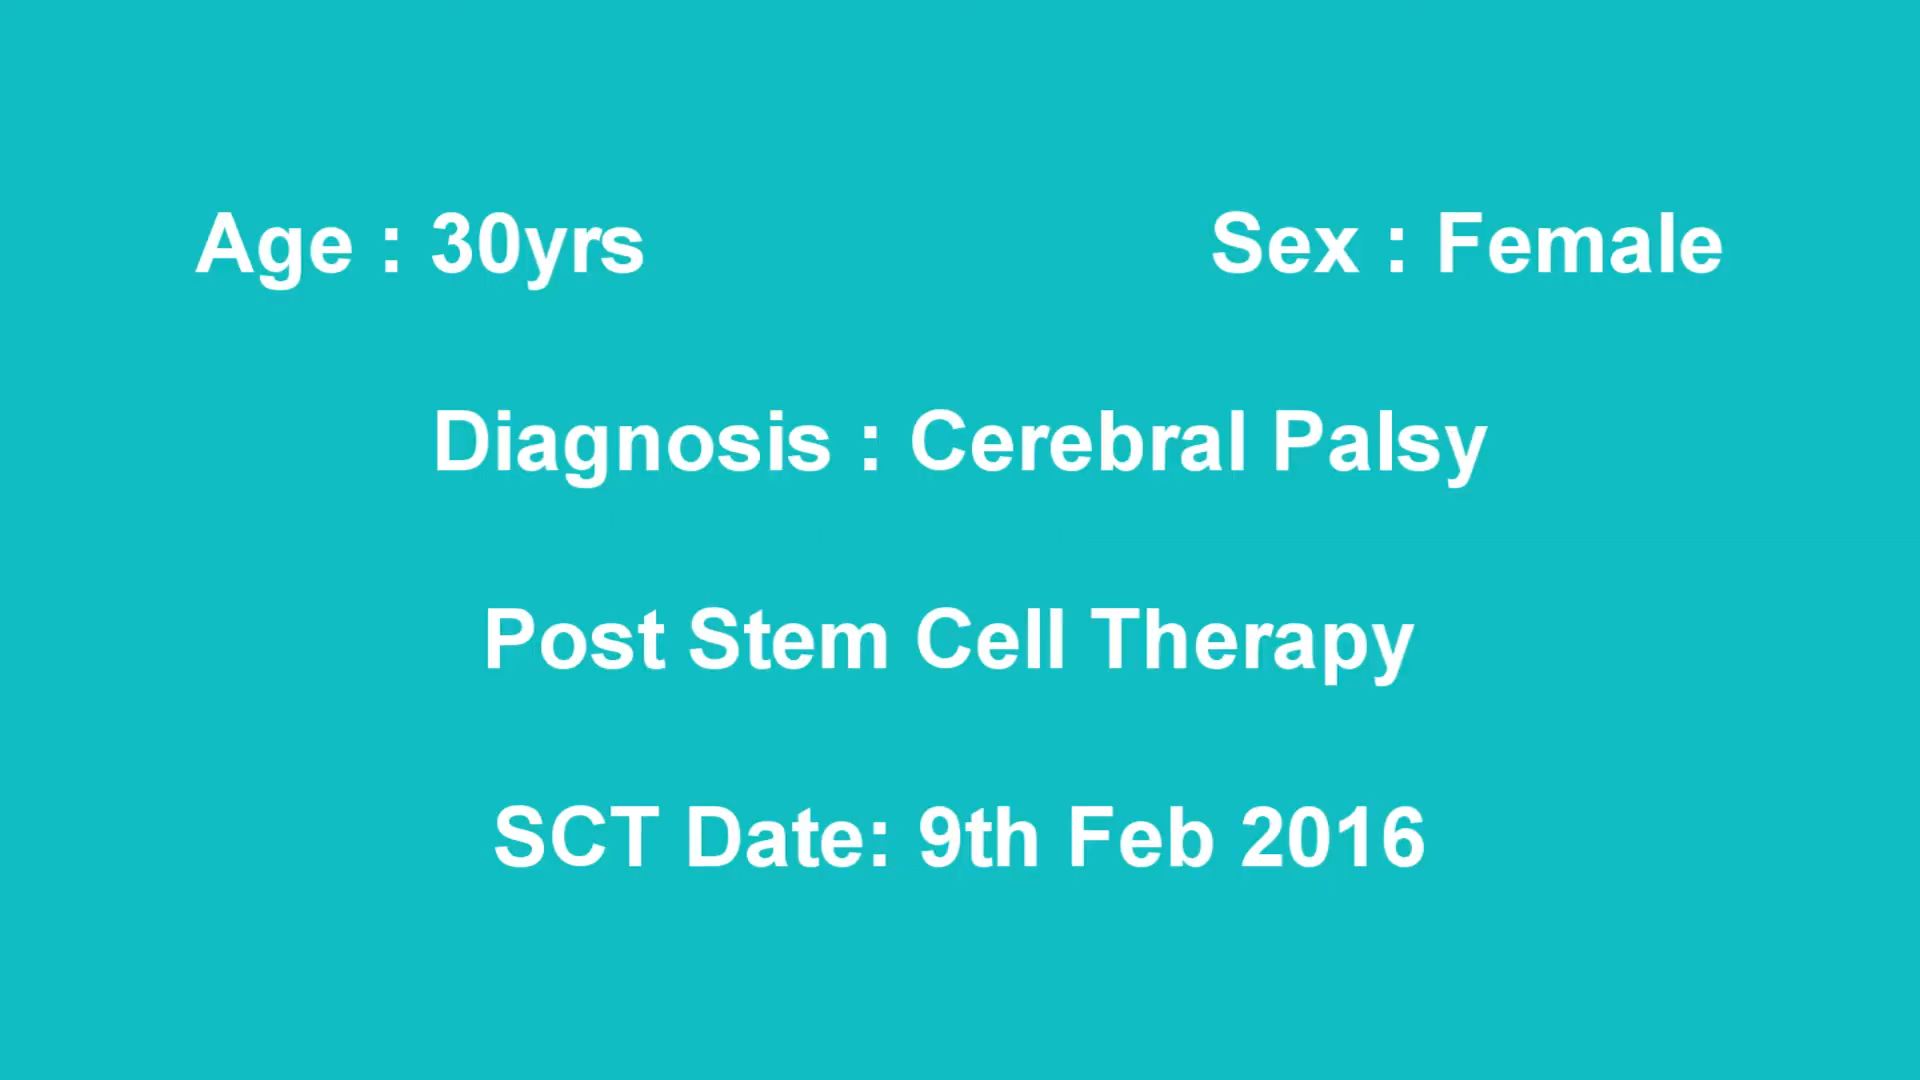 Age : 30yrs Sex : Female
Diagnosis : Cerebral Palsy
Post Stem Cell Therapy
SCT Date: 9th Feb 2016